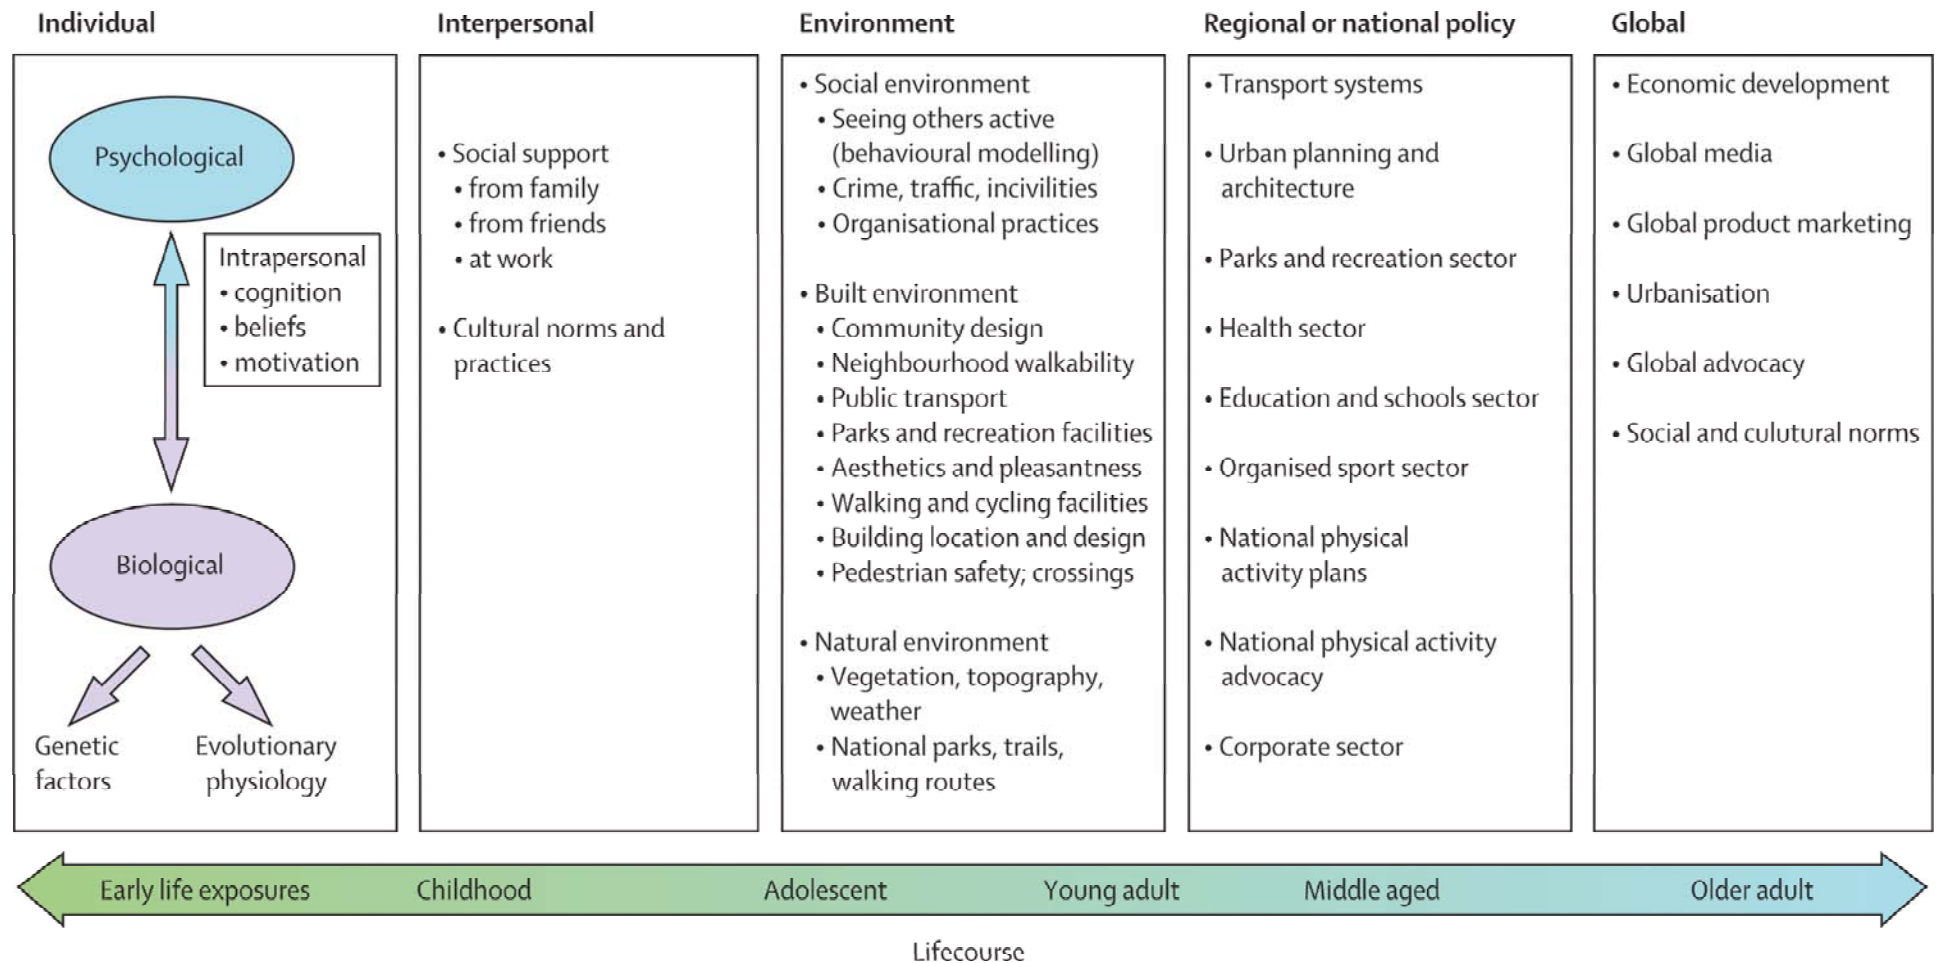 Individual
Psychological
Intrapersonal
• cognition
• beliefs
• motivation
Biological
Genetic
factors
Evolutionary
physiology
Interpersonal
• Social support
• from family
• from friends
• at work
• Cultural norms and
practices
Environment
• Social environment
• Seeing others active
(behavioural modelling)
• Crime, traffic, incivilities
• Organisational practices
• Built environment
• Community design
• Neighbourhood walkability
• Public transport
• Parks and recreation facilities
• Aesthetics and pleasantness
• Walking and cycling facilities
• Building location and design
• Pedestrian safety; crossings
• Natural environment
• Vegetation, topography,
weather
• National parks, trails,
walking routes
Regional or national policy
• Transport systems
• Urban planning and
architecture
• Parks and recreation sector
• Health sector
• Education and schools sector
• Organised sport sector
• National physical
activity plans
• National physical activity
advocacy
• Corporate sector
Global
• Economic development
• Global media
• Global product marketing
• Urbanisation
• Global advocacy
• Social and culutural norms
Early life exposures
Childhood
Adolescent
Young adult
Middle aged
Older adult
Lifecourse